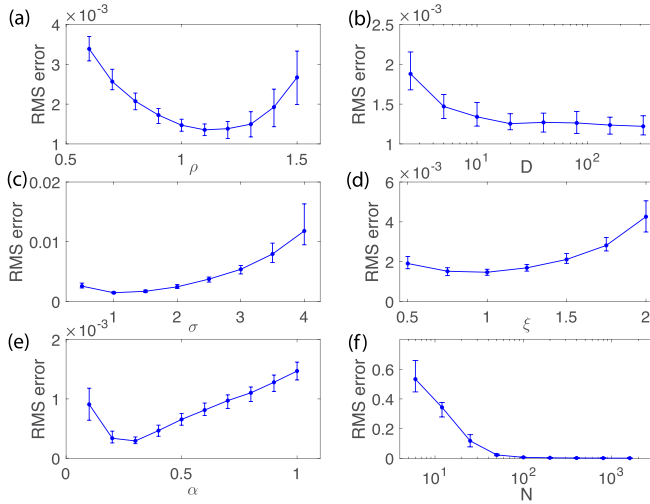 (a)
× 10⁻³
4
3
2
1
RMS error
0.5
1
1.5
ρ
(b)
× 10⁻³
2.5
2
1.5
1
RMS error
10¹
10²
D
(c)
0.02
0.01
0
RMS error
1
2
3
4
σ
(d)
× 10⁻³
6
4
2
0
RMS error
0.5
1
1.5
2
ξ
(e)
× 10⁻³
2
1
0
RMS error
0
0.5
1
α
(f)
0.8
0.6
0.4
0.2
0
RMS error
10¹
10²
10³
N